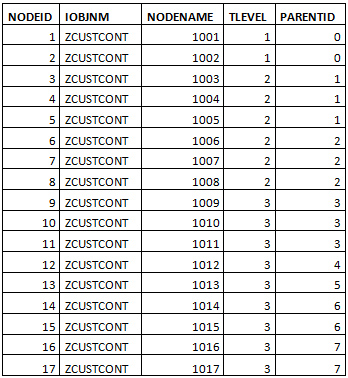 NODEID IOBJNM NODENAME TLEVEL PARENTID
1 ZCUSTCONT 1001 1 0
2 ZCUSTCONT 1002 1 0
3 ZCUSTCONT 1003 2 1
4 ZCUSTCONT 1004 2 1
5 ZCUSTCONT 1005 2 1
6 ZCUSTCONT 1006 2 2
7 ZCUSTCONT 1007 2 2
8 ZCUSTCONT 1008 2 2
9 ZCUSTCONT 1009 3 3
10 ZCUSTCONT 1010 3 3
11 ZCUSTCONT 1011 3 3
12 ZCUSTCONT 1012 3 4
13 ZCUSTCONT 1013 3 5
14 ZCUSTCONT 1014 3 6
15 ZCUSTCONT 1015 3 6
16 ZCUSTCONT 1016 3 7
17 ZCUSTCONT 1017 3 7